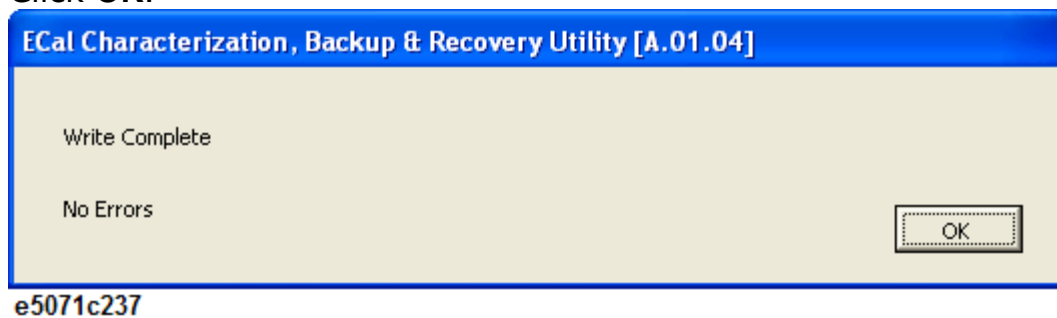 Click OK.
ECal Characterization, Backup & Recovery Utility [A.01.04]
Write Complete
No Errors
OK
e5071c237